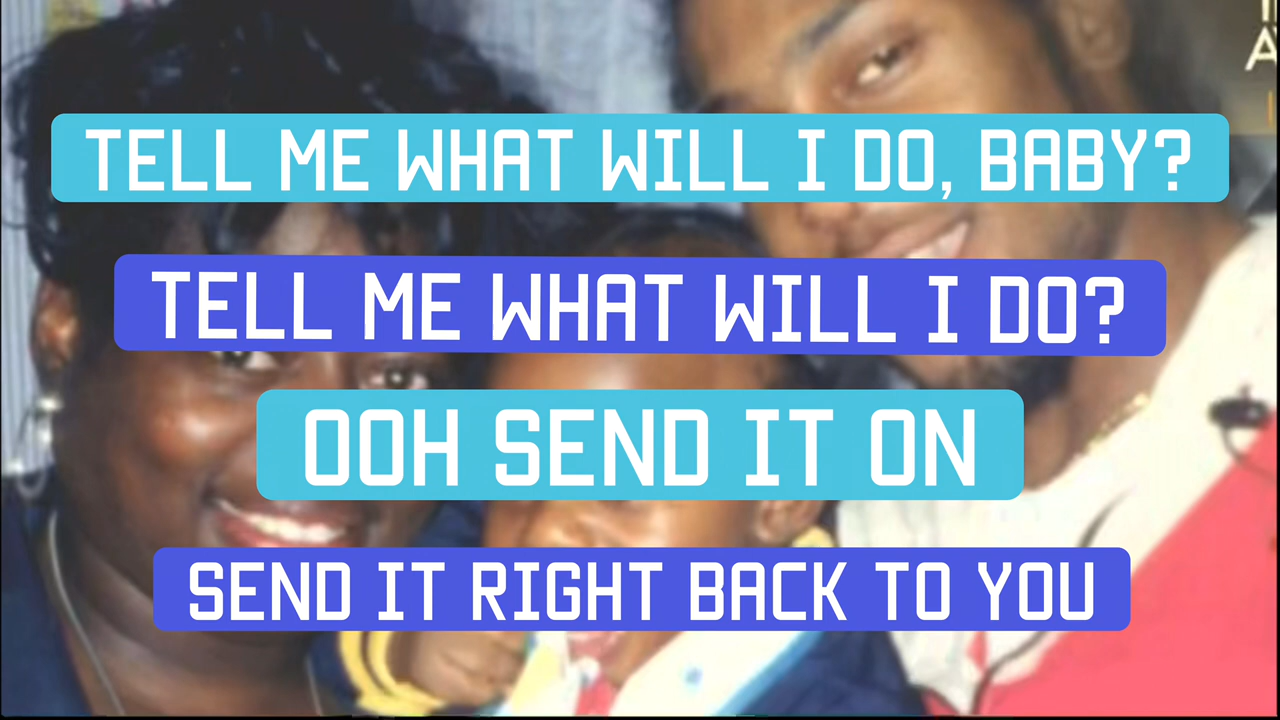 TELL ME WHAT WILL I DO, BABY?
TELL ME WHAT WILL I DO?
OOH SEND IT ON
SEND IT RIGHT BACK TO YOU